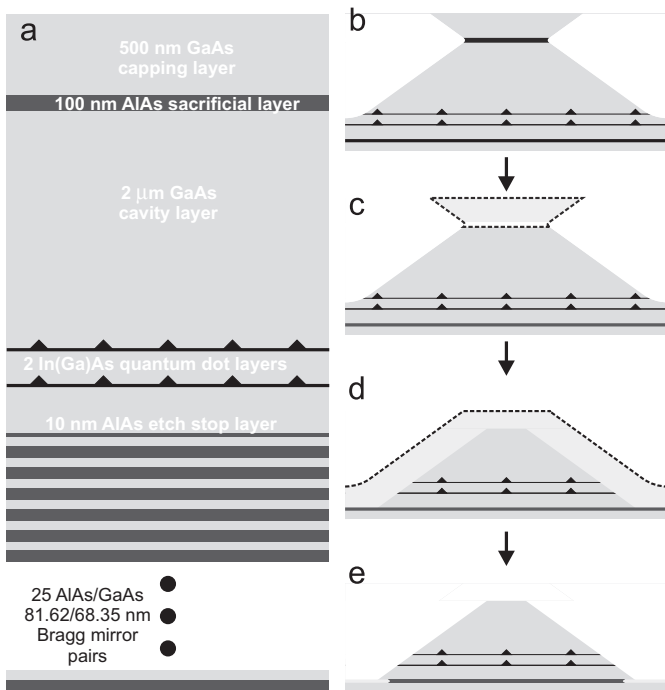 a
500 nm GaAs
capping layer
100 nm AlAs sacrificial layer
2 μm GaAs
cavity layer
2 In(Ga)As quantum dot layers
10 nm AlAs etch stop layer
25 AlAs/GaAs
81.62/68.35 nm
Bragg mirror
pairs
b
c
d
e